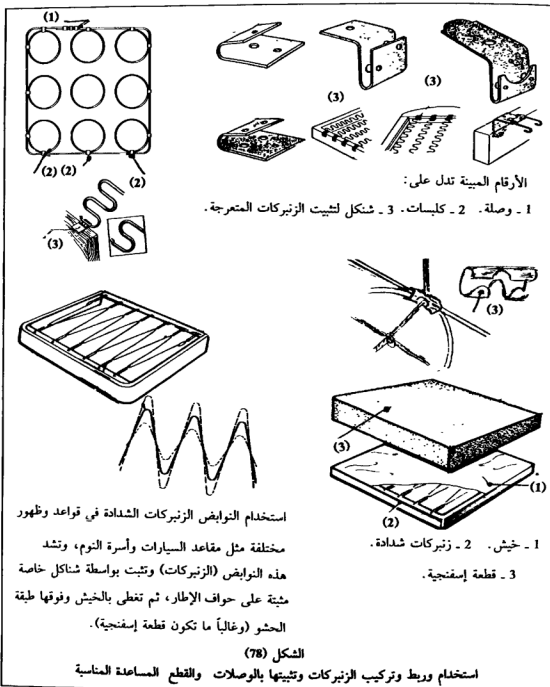 (1)
(3)
(3)
(2) (2)
(2)
الأرقام المبينة تدل على:
1 ـ وصلة. 2 ـ كلبسات. 3 ـ شنكل لتثبيت الزنبركات المتعرجة.
(3)
(3)
(3)
(1)
(2)
1 ـ خيش. 2 ـ زنبركات شدادة.
3 ـ قطعة إسفنجية.
استخدام النوابض الزنبركات الشدادة في قواعد وظهور
مختلفة مثل مقاعد السيارات وأسرة النوم، وتشد
هذه النوابض (الزنبركات) وتثبت بواسطة شناكل خاصة
مثبتة على حواف الإطار، ثم تغطى بالخيش وفوقها طبقة
الحشو (وغالباً ما تكون قطعة إسفنجية).
الشكل (78)
استخدام وربط وتركيب الزنبركات وتثبيتها بالوصلات والقطع المساعدة المناسبة